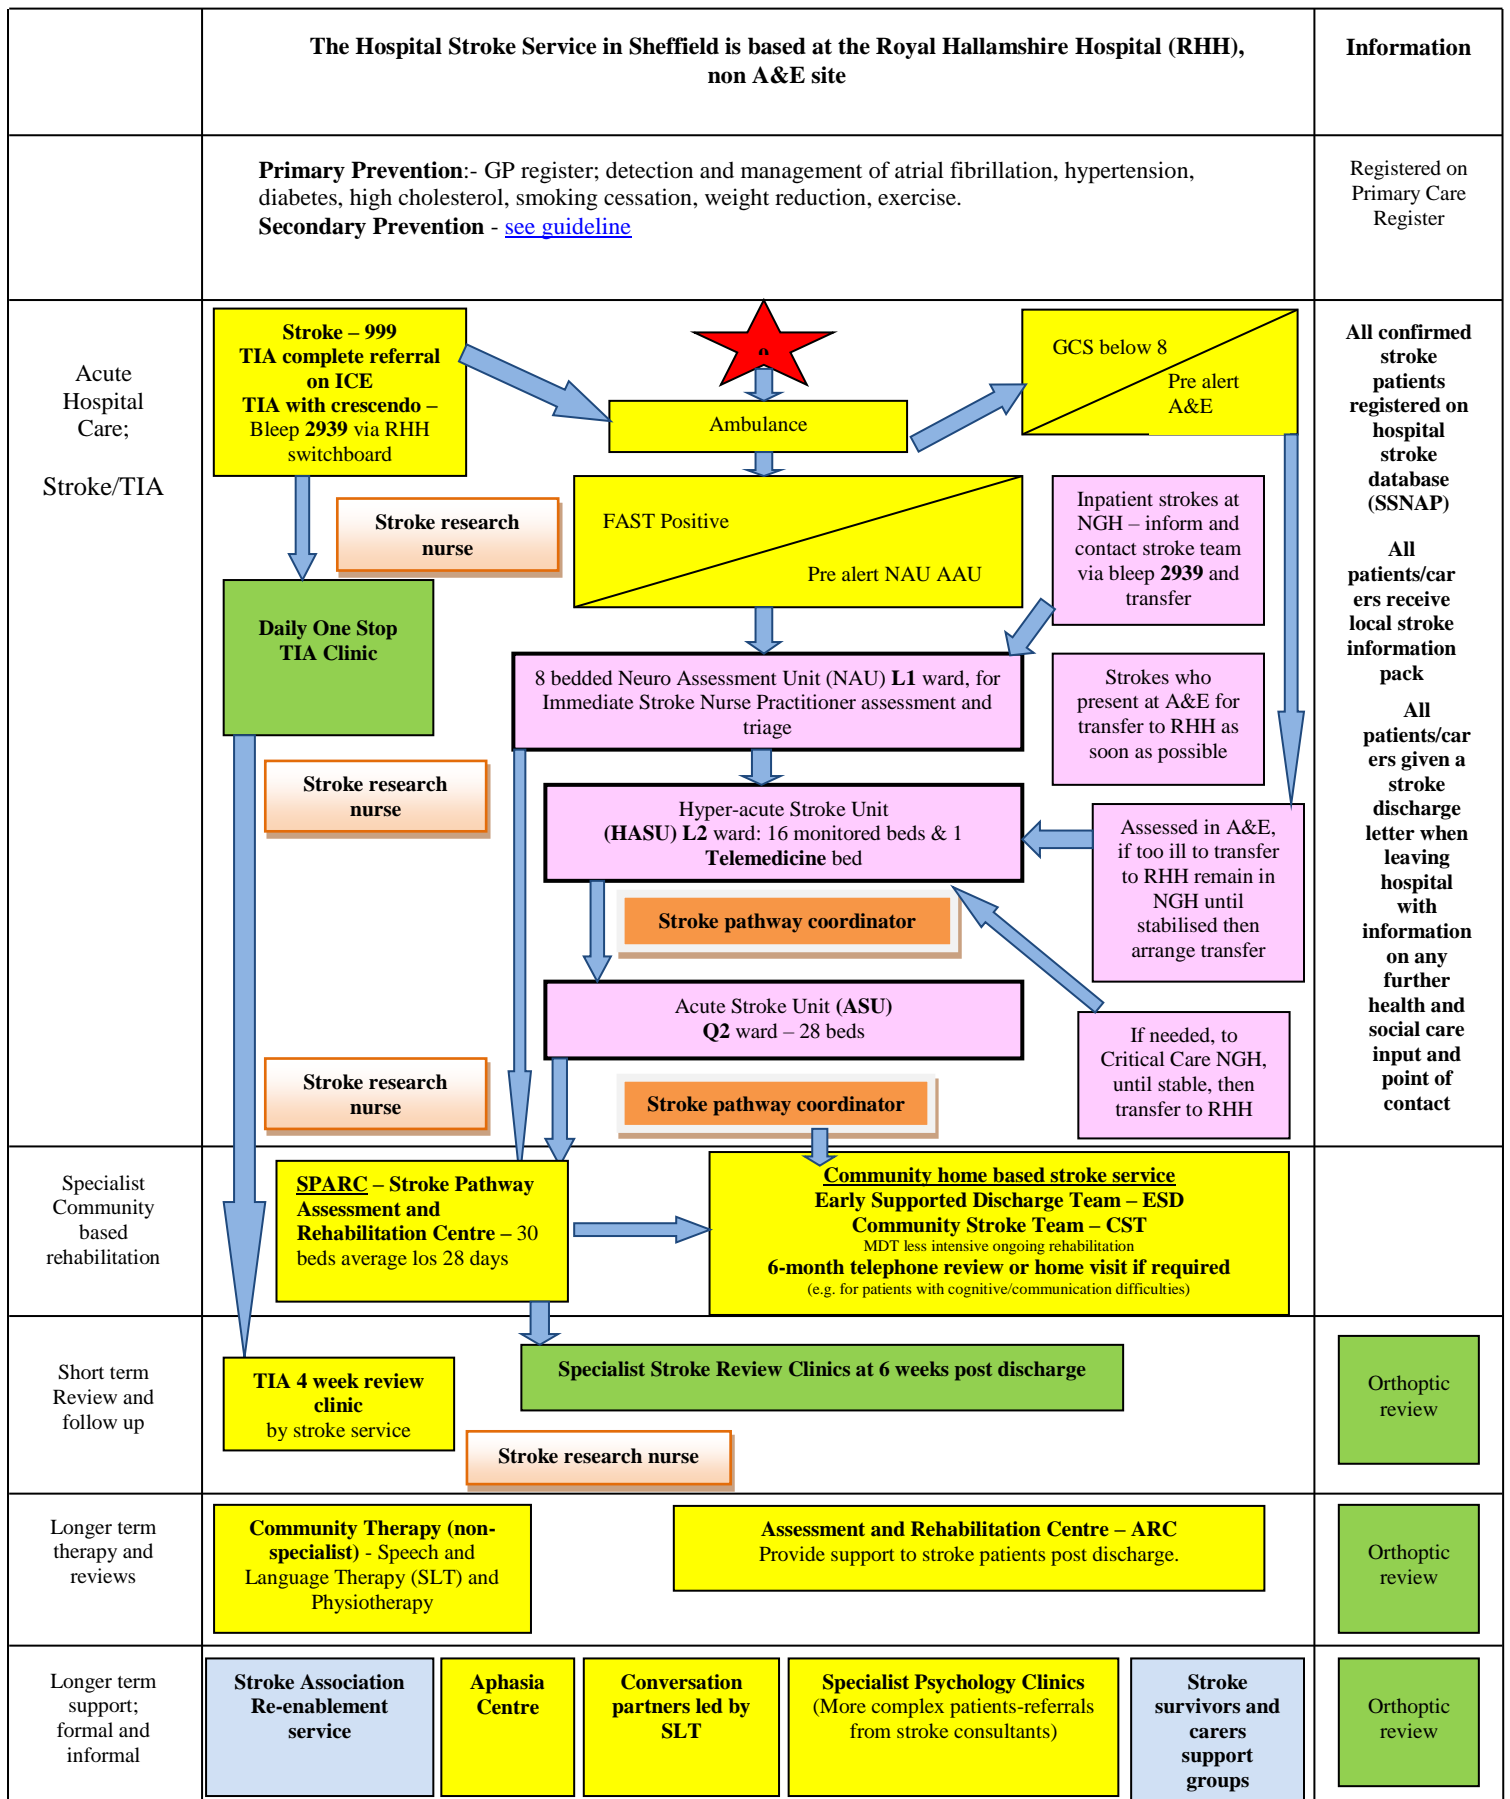 The Hospital Stroke Service in Sheffield is based at the Royal Hallamshire Hospital (RHH),
non A&E site
Information
Primary Prevention:- GP register; detection and management of atrial fibrillation, hypertension,
diabetes, high cholesterol, smoking cessation, weight reduction, exercise.
Secondary Prevention - see guideline
Registered on
Primary Care
Register
Acute
Hospital
Care;
Stroke/TIA
Stroke – 999
TIA complete referral
on ICE
TIA with crescendo –
Bleep 2939 via RHH
switchboard
Ambulance
GCS below 8
Pre alert
A&E
Stroke research
nurse
FAST Positive
Pre alert NAU AAU
Inpatient strokes at
NGH – inform and
contact stroke team
via bleep 2939 and
transfer
Daily One Stop
TIA Clinic
8 bedded Neuro Assessment Unit (NAU) L1 ward, for
Immediate Stroke Nurse Practitioner assessment and
triage
Strokes who
present at A&E for
transfer to RHH as
soon as possible
Stroke research
nurse
Hyper-acute Stroke Unit
(HASU) L2 ward: 16 monitored beds & 1
Telemedicine bed
Assessed in A&E,
if too ill to transfer
to RHH remain in
NGH until
stabilised then
arrange transfer
Stroke pathway coordinator
Acute Stroke Unit (ASU)
Q2 ward – 28 beds
If needed, to
Critical Care NGH,
until stable, then
transfer to RHH
Stroke research
nurse
Stroke pathway coordinator
All confirmed
stroke
patients
registered on
hospital
stroke
database
(SSNAP)
All
patients/car
ers receive
local stroke
information
pack
All
patients/car
ers given a
stroke
discharge
letter when
leaving
hospital
with
information
on any
further
health and
social care
input and
point of
contact
Specialist
Community
based
rehabilitation
SPARC – Stroke Pathway
Assessment and
Rehabilitation Centre – 30
beds average los 28 days
Community home based stroke service
Early Supported Discharge Team – ESD
Community Stroke Team – CST
MDT less intensive ongoing rehabilitation
6-month telephone review or home visit if required
(e.g. for patients with cognitive/communication difficulties)
Short term
Review and
follow up
TIA 4 week review
clinic
by stroke service
Specialist Stroke Review Clinics at 6 weeks post discharge
Stroke research nurse
Orthoptic
review
Longer term
therapy and
reviews
Community Therapy (non-
specialist) - Speech and
Language Therapy (SLT) and
Physiotherapy
Assessment and Rehabilitation Centre – ARC
Provide support to stroke patients post discharge.
Orthoptic
review
Longer term
support;
formal and
informal
Stroke Association
Re-enablement
service
Aphasia
Centre
Conversation
partners led by
SLT
Specialist Psychology Clinics
(More complex patients-referrals
from stroke consultants)
Stroke
survivors and
carers
support
groups
Orthoptic
review